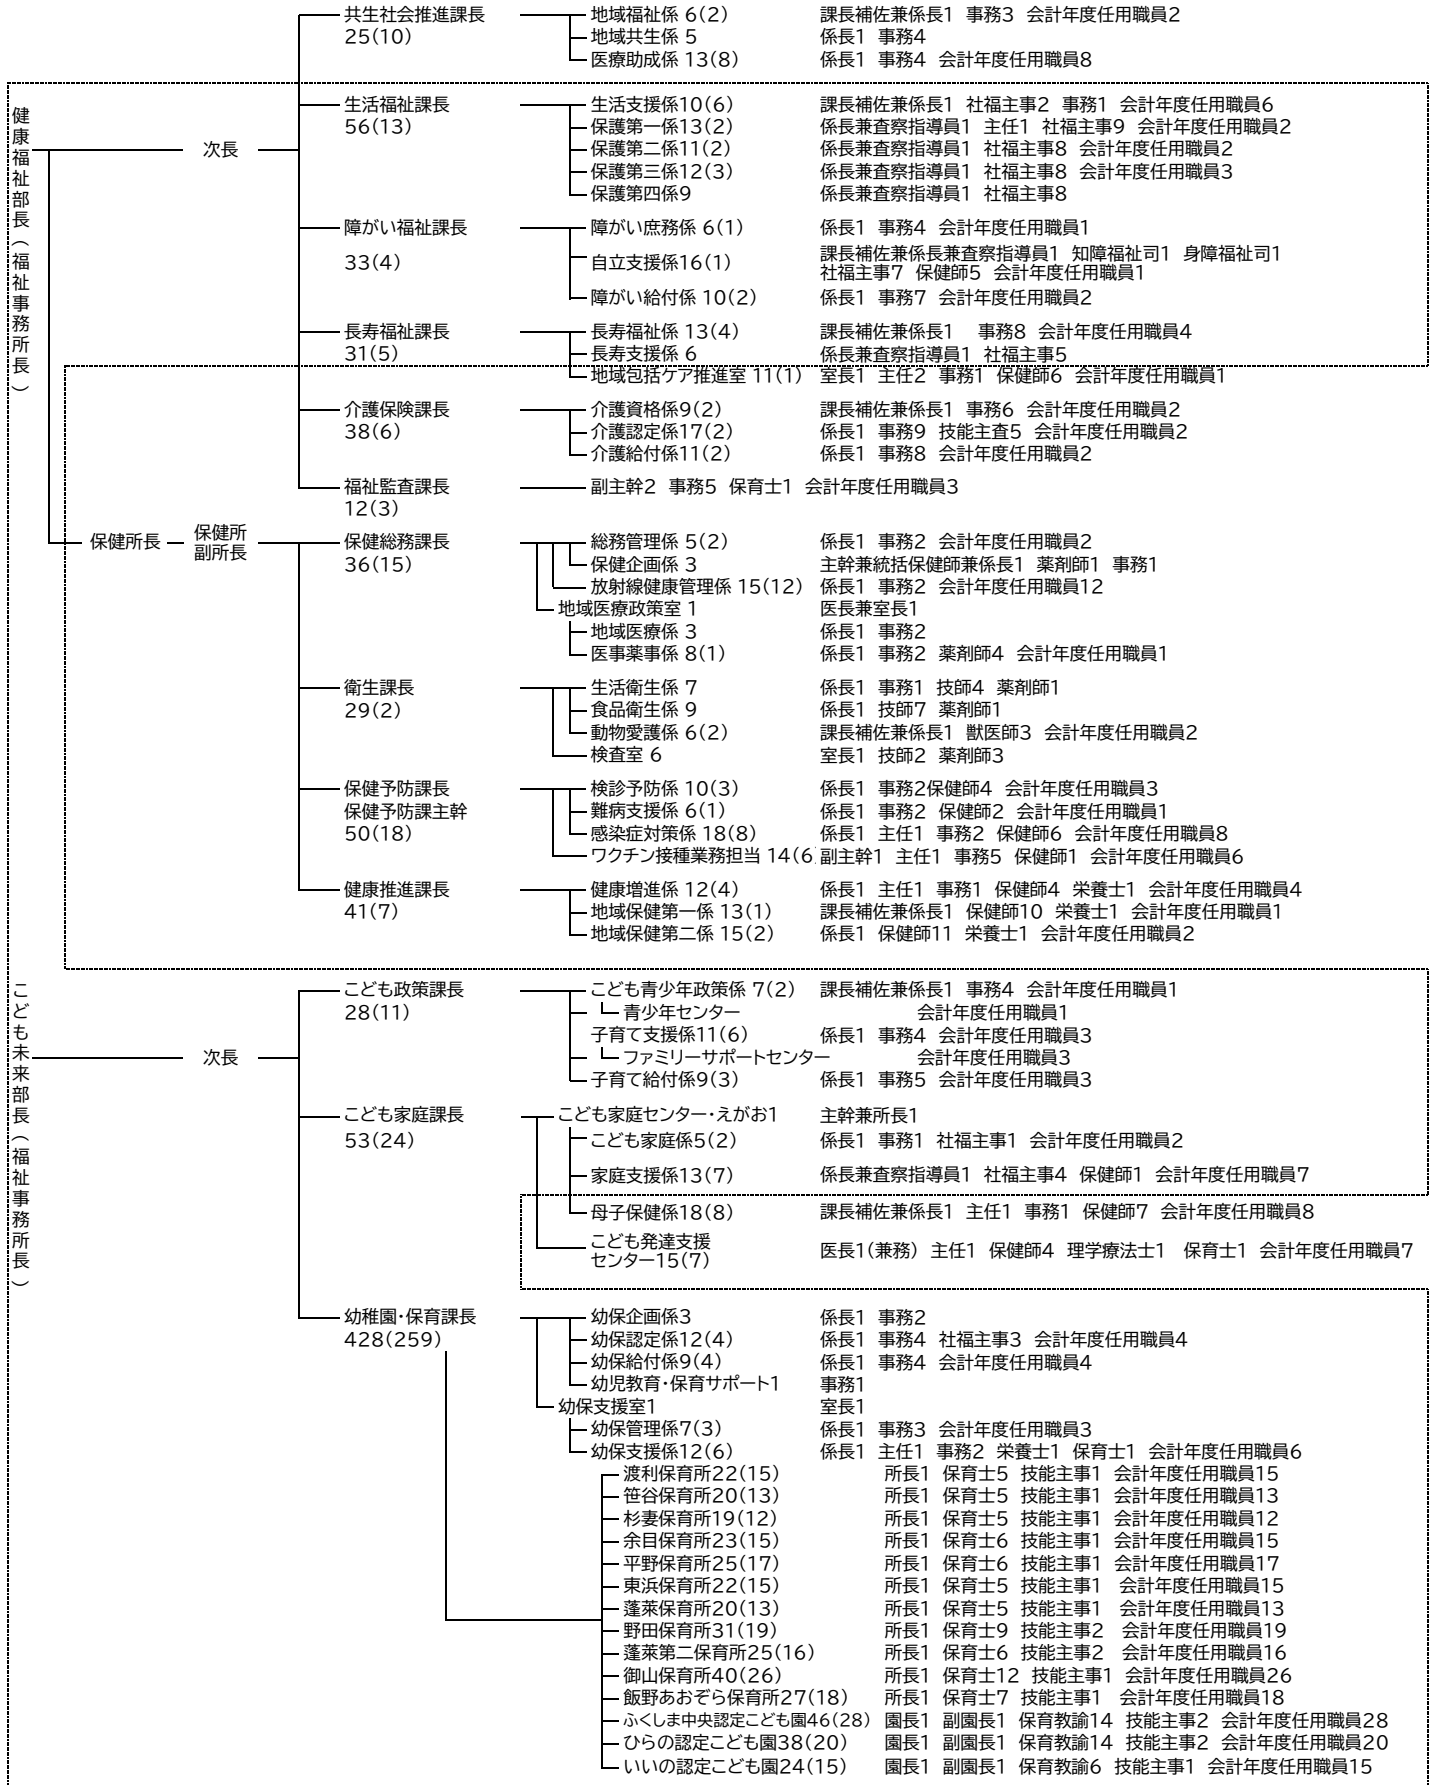 共生社会推進課長 地域福祉係 6(2) 課長補佐兼係長1 事務3 会計年度任用職員2
25(10) 地域共生係 5 係長1 事務4
医療助成係 13(8) 係長1 事務4 会計年度任用職員8
健康福祉部長(福祉事務所長)
次長
生活福祉課長 生活支援係10(6) 課長補佐兼係長1 社福主事2 事務1 会計年度任用職員6
56(13) 保護第一係13(2) 係長兼査察指導員1 主任1 社福主事9 会計年度任用職員2
保護第二係11(2) 係長兼査察指導員1 社福主事8 会計年度任用職員2
保護第三係12(3) 係長兼査察指導員1 社福主事8 会計年度任用職員3
保護第四係9 係長兼査察指導員1 社福主事8
障がい福祉課長 障がい庶務係 6(1) 係長1 事務4 会計年度任用職員1
33(4) 自立支援係16(1) 課長補佐兼係長兼査察指導員1 知障福祉司1 身障福祉司1
社福主事7 保健師5 会計年度任用職員1
障がい給付係 10(2) 係長1 事務7 会計年度任用職員2
長寿福祉課長 長寿福祉係 13(4) 課長補佐兼係長1 事務8 会計年度任用職員4
31(5) 長寿支援係 6 係長兼査察指導員1 社福主事5
地域包括ケア推進室 11(1) 室長1 主任2 事務1 保健師6 会計年度任用職員1
介護保険課長 介護資格係9(2) 課長補佐兼係長1 事務6 会計年度任用職員2
38(6) 介護認定係17(2) 係長1 事務9 技能主査5 会計年度任用職員2
介護給付係11(2) 係長1 事務8 会計年度任用職員2
福祉監査課長 副主幹2 事務5 保育士1 会計年度任用職員3
12(3)
保健所長 保健所
副所長
保健総務課長 総務管理係 5(2) 係長1 事務2 会計年度任用職員2
36(15) 保健企画係 3 主幹兼統括保健師兼係長1 薬剤師1 事務1
放射線健康管理係 15(12) 係長1 事務2 会計年度任用職員12
地域医療政策室 1 医長兼室長1
地域医療係 3 係長1 事務2
医事薬事係 8(1) 係長1 事務2 薬剤師4 会計年度任用職員1
衛生課長 生活衛生係 7 係長1 事務1 技師4 薬剤師1
29(2) 食品衛生係 9 係長1 技師7 薬剤師1
動物愛護係 6(2) 課長補佐兼係長1 獣医師3 会計年度任用職員2
検査室 6 室長1 技師2 薬剤師3
保健予防課長 検診予防係 10(3) 係長1 事務2保健師4 会計年度任用職員3
保健予防課主幹 難病支援係 6(1) 係長1 事務2 保健師2 会計年度任用職員1
50(18) 感染症対策係 18(8) 係長1 主任1 事務2 保健師6 会計年度任用職員8
ワクチン接種業務担当 14(6 副主幹1 主任1 事務5 保健師1 会計年度任用職員6
健康推進課長 健康増進係 12(4) 係長1 主任1 事務1 保健師4 栄養士1 会計年度任用職員4
41(7) 地域保健第一係 13(1) 課長補佐兼係長1 保健師10 栄養士1 会計年度任用職員1
地域保健第二係 15(2) 係長1 保健師11 栄養士1 会計年度任用職員2
こども未来部長(福祉事務所長)
次長
こども政策課長 こども青少年政策係 7(2) 課長補佐兼係長1 事務4 会計年度任用職員1
28(11) 青少年センター 会計年度任用職員1
子育て支援係11(6) 係長1 事務4 会計年度任用職員3
ファミリーサポートセンター 会計年度任用職員3
子育て給付係9(3) 係長1 事務5 会計年度任用職員3
こども家庭課長 こども家庭センター・えがお1 主幹兼所長1
53(24) こども家庭係5(2) 係長1 事務1 社福主事1 会計年度任用職員2
家庭支援係13(7) 係長兼査察指導員1 社福主事4 保健師1 会計年度任用職員7
母子保健係18(8) 課長補佐兼係長1 主任1 事務1 保健師7 会計年度任用職員8
こども発達支援
センター15(7) 医長1(兼務) 主任1 保健師4 理学療法士1 保育士1 会計年度任用職員7
幼稚園・保育課長 幼保企画係3 係長1 事務2
428(259) 幼保認定係12(4) 係長1 事務4 社福主事3 会計年度任用職員4
幼保給付係9(4) 係長1 事務4 会計年度任用職員4
幼児教育・保育サポート1 事務1
幼保支援室1 室長1
幼保管理係7(3) 係長1 事務3 会計年度任用職員3
幼保支援係12(6) 係長1 主任1 事務2 栄養士1 保育士1 会計年度任用職員6
渡利保育所22(15) 所長1 保育士5 技能主事1 会計年度任用職員15
笹谷保育所20(13) 所長1 保育士5 技能主事1 会計年度任用職員13
杉妻保育所19(12) 所長1 保育士5 技能主事1 会計年度任用職員12
余目保育所23(15) 所長1 保育士6 技能主事1 会計年度任用職員15
平野保育所25(17) 所長1 保育士6 技能主事1 会計年度任用職員17
東浜保育所22(15) 所長1 保育士5 技能主事1 会計年度任用職員15
蓬萊保育所20(13) 所長1 保育士5 技能主事1 会計年度任用職員13
野田保育所31(19) 所長1 保育士9 技能主事2 会計年度任用職員19
蓬萊第二保育所25(16) 所長1 保育士6 技能主事2 会計年度任用職員16
御山保育所40(26) 所長1 保育士12 技能主事1 会計年度任用職員26
飯野あおぞら保育所27(18) 所長1 保育士7 技能主事1 会計年度任用職員18
ふくしま中央認定こども園46(28) 園長1 副園長1 保育教諭14 技能主事2 会計年度任用職員28
ひらの認定こども園38(20) 園長1 副園長1 保育教諭14 技能主事2 会計年度任用職員20
いいの認定こども園24(15) 園長1 副園長1 保育教諭6 技能主事1 会計年度任用職員15